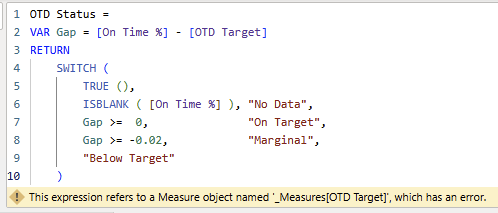 1 OTD Status =
2 VAR Gap = [On Time %] - [OTD Target]
3 RETURN
4 SWITCH (
5 TRUE (),
6 ISBLANK ( [On Time %] ), "No Data",
7 Gap >= 0, "On Target",
8 Gap >= -0.02, "Marginal",
9 "Below Target"
10 )
This expression refers to a Measure object named '_Measures[OTD Target]', which has an error.